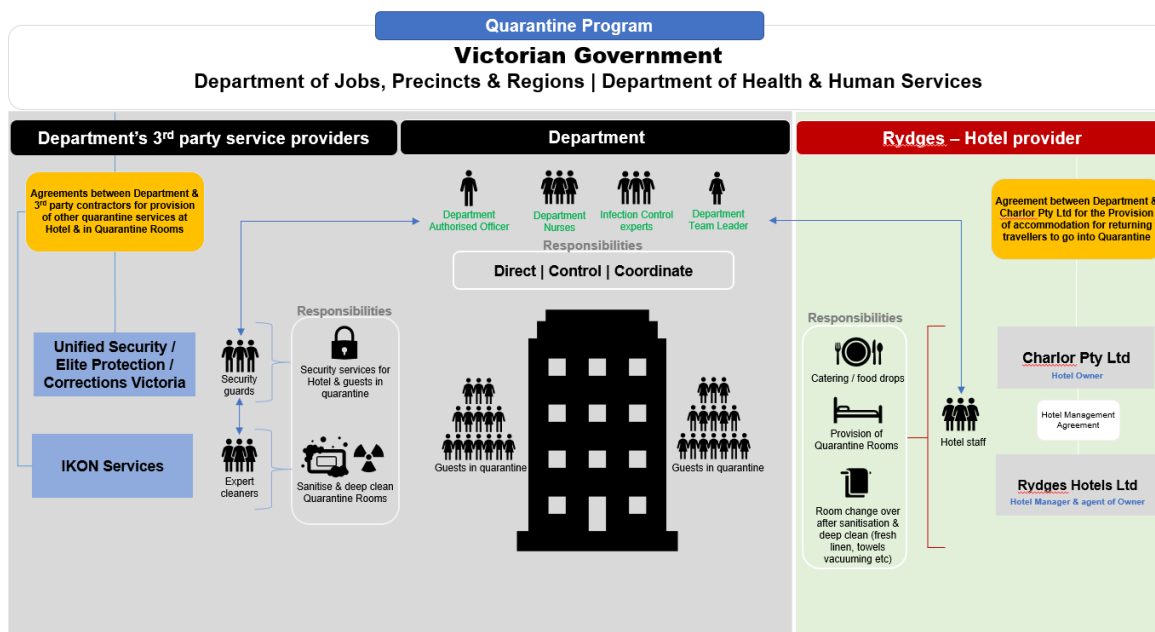 Quarantine Program
Victorian Government
Department of Jobs, Precincts & Regions | Department of Health & Human Services
Department's 3rd party service providers
Agreements between Department &
3rd party contractors for provision
of other quarantine services at
Hotel & in Quarantine Rooms
Unified Security /
Elite Protection /
Corrections Victoria
IKON Services
Security
guards
Expert
cleaners
Responsibilities
Security services for
Hotel & guests in
quarantine
Sanitise & deep clean
Quarantine Rooms
Department
Department
Authorised Officer
Department
Nurses
Infection Control
experts
Department
Team Leader
Responsibilities
Direct | Control | Coordinate
Guests in quarantine
Guests in quarantine
Rydges – Hotel provider
Agreement between Department &
Charlor Pty Ltd for the Provision
of accommodation for returning
travellers to go into Quarantine
Responsibilities
Catering / food drops
Provision of
Quarantine Rooms
Room change over
after sanitisation &
deep clean (fresh
linen, towels
vacuuming etc)
Hotel staff
Charlor Pty Ltd
Hotel Owner
Hotel Management
Agreement
Rydges Hotels Ltd
Hotel Manager & agent of Owner